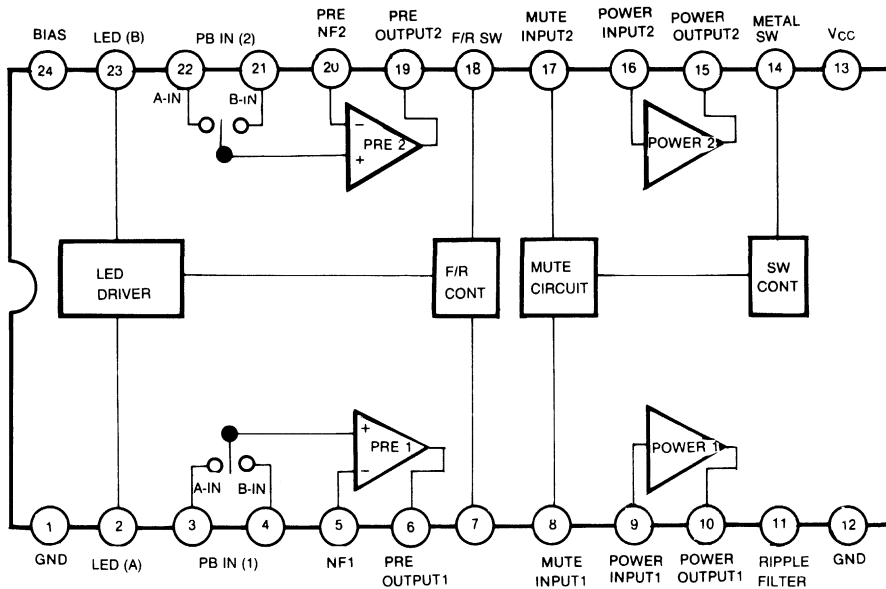 BIAS
LED (B)
PB IN (2)
PRE
NF2
PRE
OUTPUT2
F/R SW
MUTE
INPUT2
POWER
INPUT2
POWER
OUTPUT2
METAL
SW
VCC
24
23
22
21
20
19
18
17
16
15
14
13
A-IN
B-IN
−
+
PRE 2
POWER 2
LED
DRIVER
F/R
CONT
MUTE
CIRCUIT
SW
CONT
+
−
PRE 1
POWER 1
A-IN
B-IN
1
2
3
4
5
6
7
8
9
10
11
12
GND
LED (A)
PB IN (1)
NF1
PRE
OUTPUT1
MUTE
INPUT1
POWER
INPUT1
POWER
OUTPUT1
RIPPLE
FILTER
GND